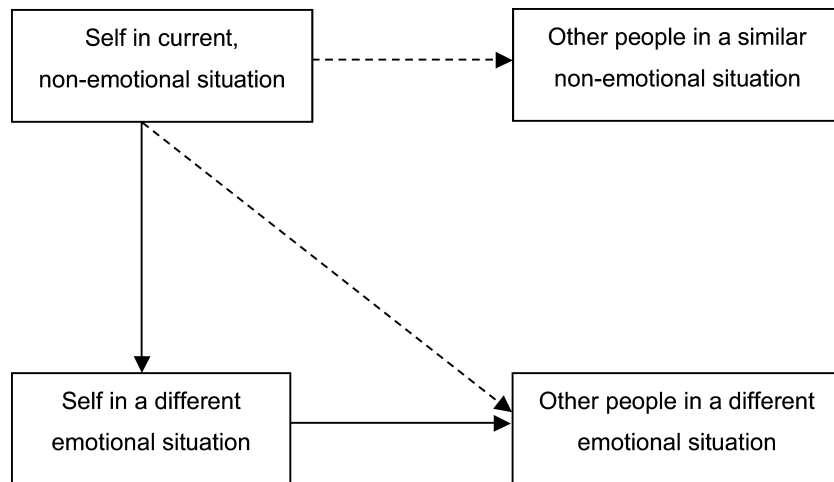 Self in current,
non-emotional situation
Other people in a similar
non-emotional situation
Self in a different
emotional situation
Other people in a different
emotional situation